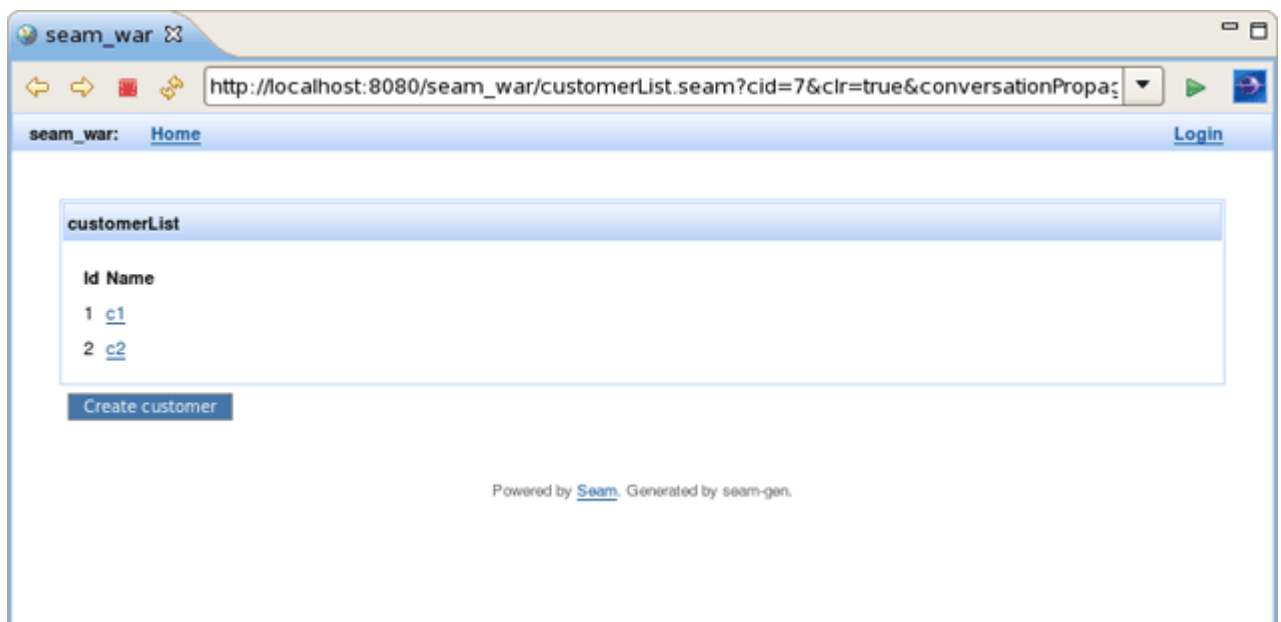 seam_war
http://localhost:8080/seam_war/customerList.seam?cid=7&clr=true&conversationPropag
seam_war: Home Login
customerList
Id Name
1 c1
2 c2
Create customer
Powered by Seam. Generated by seam-gen.